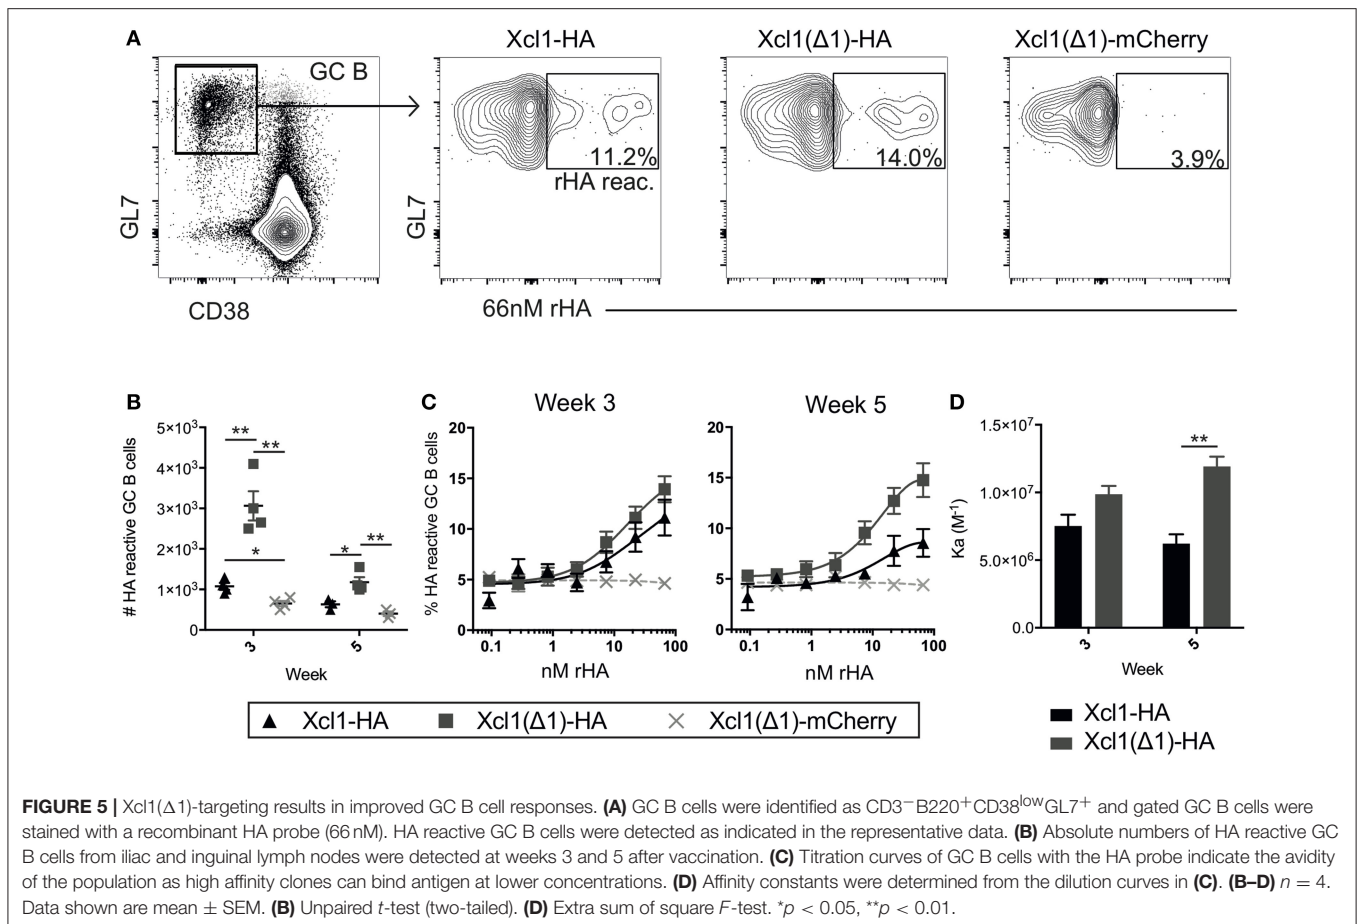 A
Xcl1-HA
Xcl1(Δ1)-HA
Xcl1(Δ1)-mCherry
GC B
GL7
CD38
GL7
11.2%
rHA reac.
14.0%
3.9%
66nM rHA
B
# HA reactive GC B cells
5×10³
4×10³
3×10³
2×10³
1×10³
0
**
**
*
*
**
3
5
Week
C
Week 3
% HA reactive GC B cells
20
15
10
5
0
0.1
1
10
100
nM rHA
Week 5
20
15
10
5
0
0.1
1
10
100
nM rHA
D
Ka (M⁻¹)
1.5×10⁷
1.0×10⁷
5.0×10⁶
0.0
**
3
5
Week
Xcl1-HA
Xcl1(Δ1)-HA
Xcl1(Δ1)-mCherry
Xcl1-HA
Xcl1(Δ1)-HA
FIGURE 5 | Xcl1(Δ1)-targeting results in improved GC B cell responses. (A) GC B cells were identified as CD3⁻B220⁺CD38ˡᵒʷGL7⁺ and gated GC B cells were
stained with a recombinant HA probe (66 nM). HA reactive GC B cells were detected as indicated in the representative data. (B) Absolute numbers of HA reactive GC
B cells from iliac and inguinal lymph nodes were detected at weeks 3 and 5 after vaccination. (C) Titration curves of GC B cells with the HA probe indicate the avidity
of the population as high affinity clones can bind antigen at lower concentrations. (D) Affinity constants were determined from the dilution curves in (C). (B–D) n = 4.
Data shown are mean ± SEM. (B) Unpaired t-test (two-tailed). (D) Extra sum of square F-test. *p < 0.05, **p < 0.01.